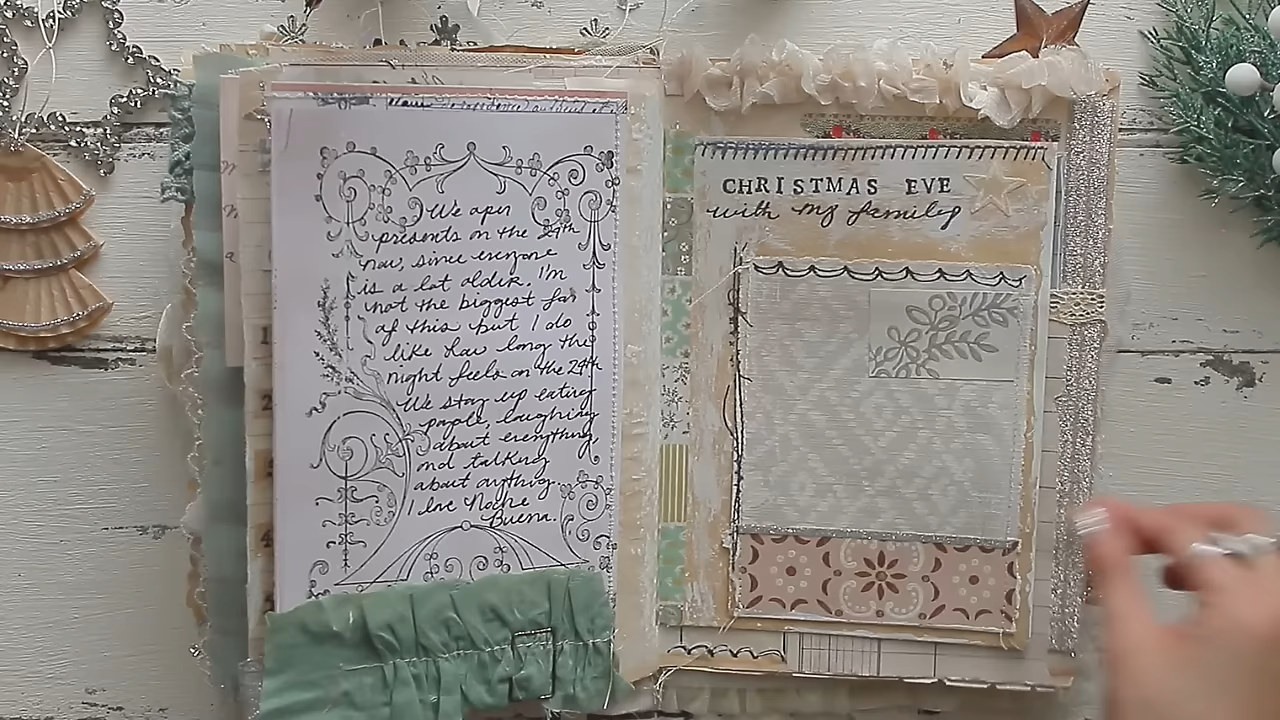 We open
presents on the 24th
now, since everyone
is a lot older. I'm
not the biggest fan
of this but I do
like how long the
night feels on the 24th
We stay up eating
pople, laughing
about everything,
and talking
about anything.
I love Noche
Buena.
CHRISTMAS EVE
with my family